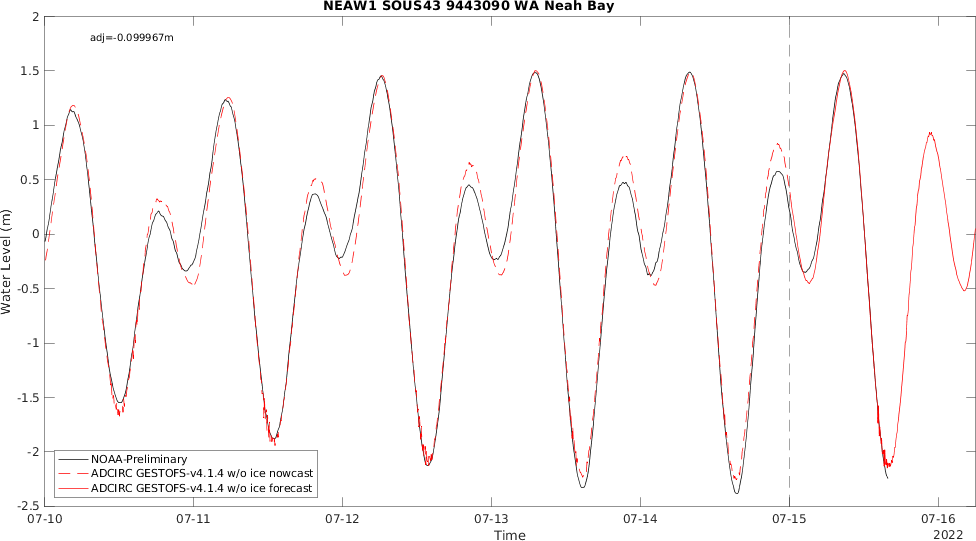 NEAW1 SOUS43 9443090 WA Neah Bay
adj=-0.099967m
2
1.5
1
0.5
0
-0.5
-1
-1.5
-2
-2.5
Water Level (m)
NOAA-Preliminary
ADCIRC GESTOFS-v4.1.4 w/o ice nowcast
ADCIRC GESTOFS-v4.1.4 w/o ice forecast
07-10 07-11 07-12 07-13 07-14 07-15 07-16
Time
2022